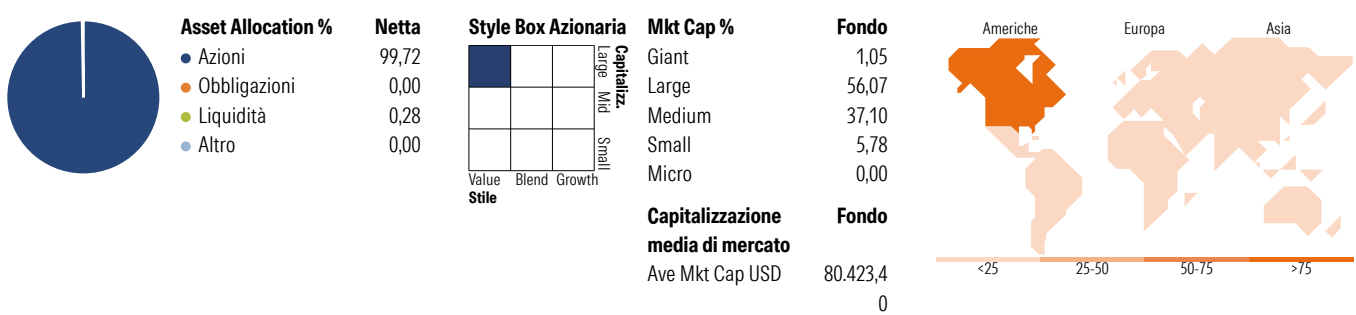 Asset Allocation % Netta
Azioni 99,72
Obbligazioni 0,00
Liquidità 0,28
Altro 0,00
Style Box Azionaria
Capitalizz.
Large Mid Small
Value Blend Growth
Stile
Mkt Cap % Fondo
Giant 1,05
Large 56,07
Medium 37,10
Small 5,78
Micro 0,00
Capitalizzazione Fondo
media di mercato
Ave Mkt Cap USD 80.423,4
0
Americhe Europa Asia
<25 25-50 50-75 >75